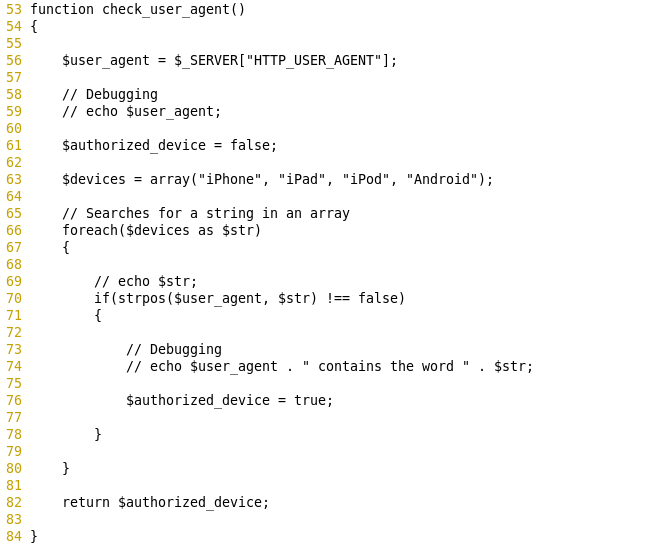 53 function check_user_agent()
54 {
55
56     $user_agent = $_SERVER["HTTP_USER_AGENT"];
57
58     // Debugging
59     // echo $user_agent;
60
61     $authorized_device = false;
62
63     $devices = array("iPhone", "iPad", "iPod", "Android");
64
65     // Searches for a string in an array
66     foreach($devices as $str)
67     {
68
69         // echo $str;
70         if(strpos($user_agent, $str) !== false)
71         {
72
73             // Debugging
74             // echo $user_agent . " contains the word " . $str;
75
76             $authorized_device = true;
77
78         }
79
80     }
81
82     return $authorized_device;
83
84 }